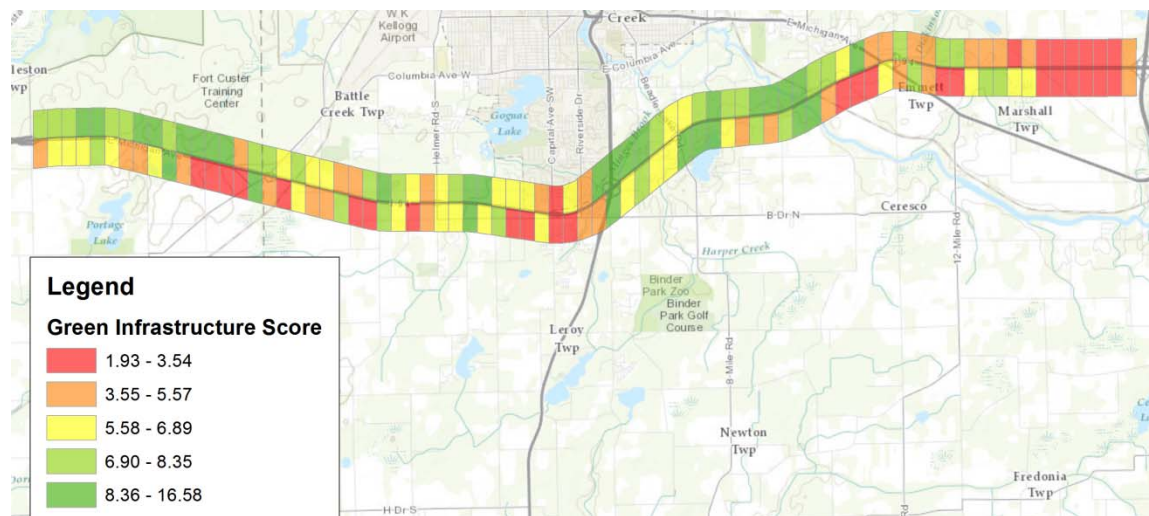 W K
Kellogg
Airport
Creek
E Michigan Ave
Columbia Ave W
E Columbia Ave
leston
wp
Fort Custer
Training
Center
Battle
Creek Twp
Helmer Rd S
Goguac
Lake
Capital Ave SW
Riverside Dr
Emmett
Twp
Marshall
Twp
E Michigan Ave
Portage
Lake
B Dr N
Ceresco
Harper Creek
12-Mile Rd
Binder
Park Zoo
Binder
Park Golf
Course
Leroy
Twp
8-Mile-Rd
Newton
Twp
Fredonia
Twp
H Dr S
Rd
Legend
Green Infrastructure Score
1.93 - 3.54
3.55 - 5.57
5.58 - 6.89
6.90 - 8.35
8.36 - 16.58